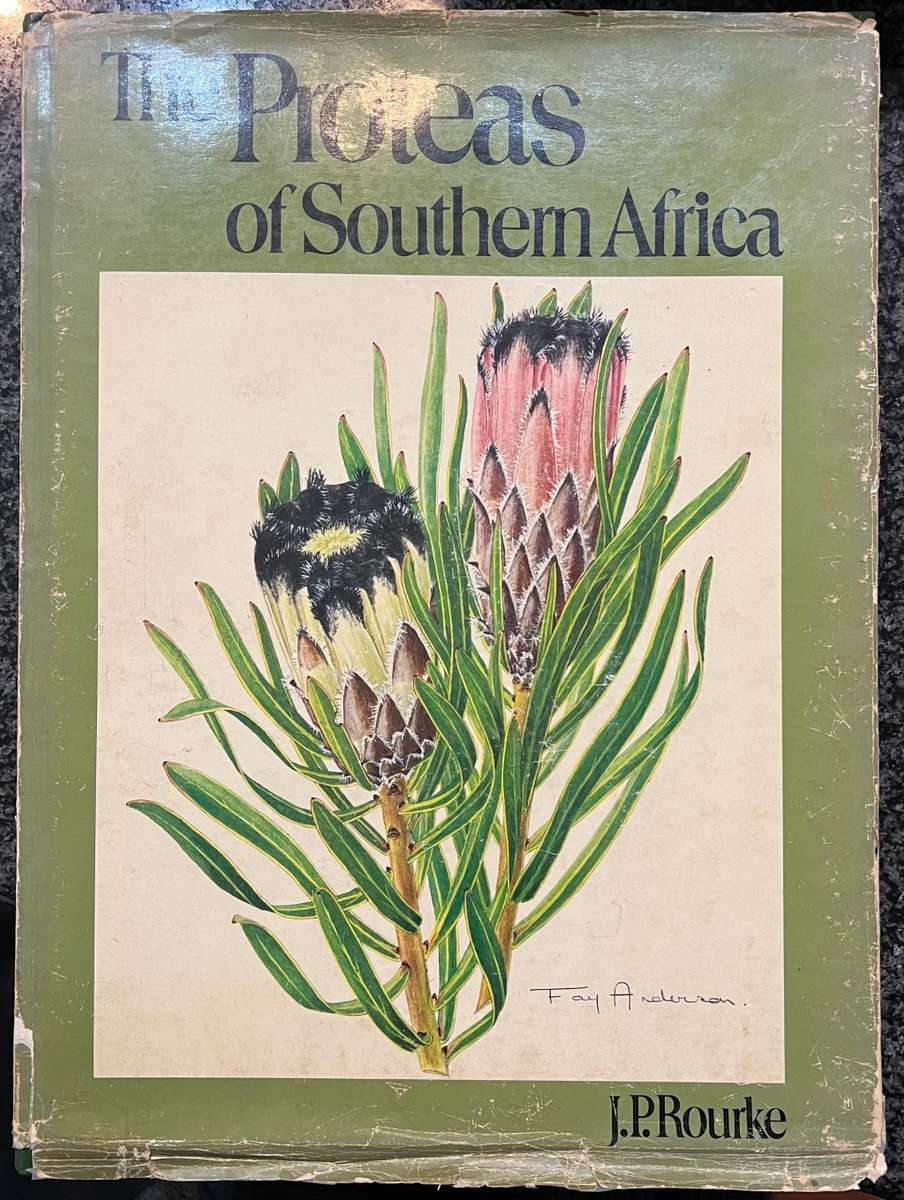 The Proteas
of Southern Africa
Fay Anderson.
J.P.Rourke